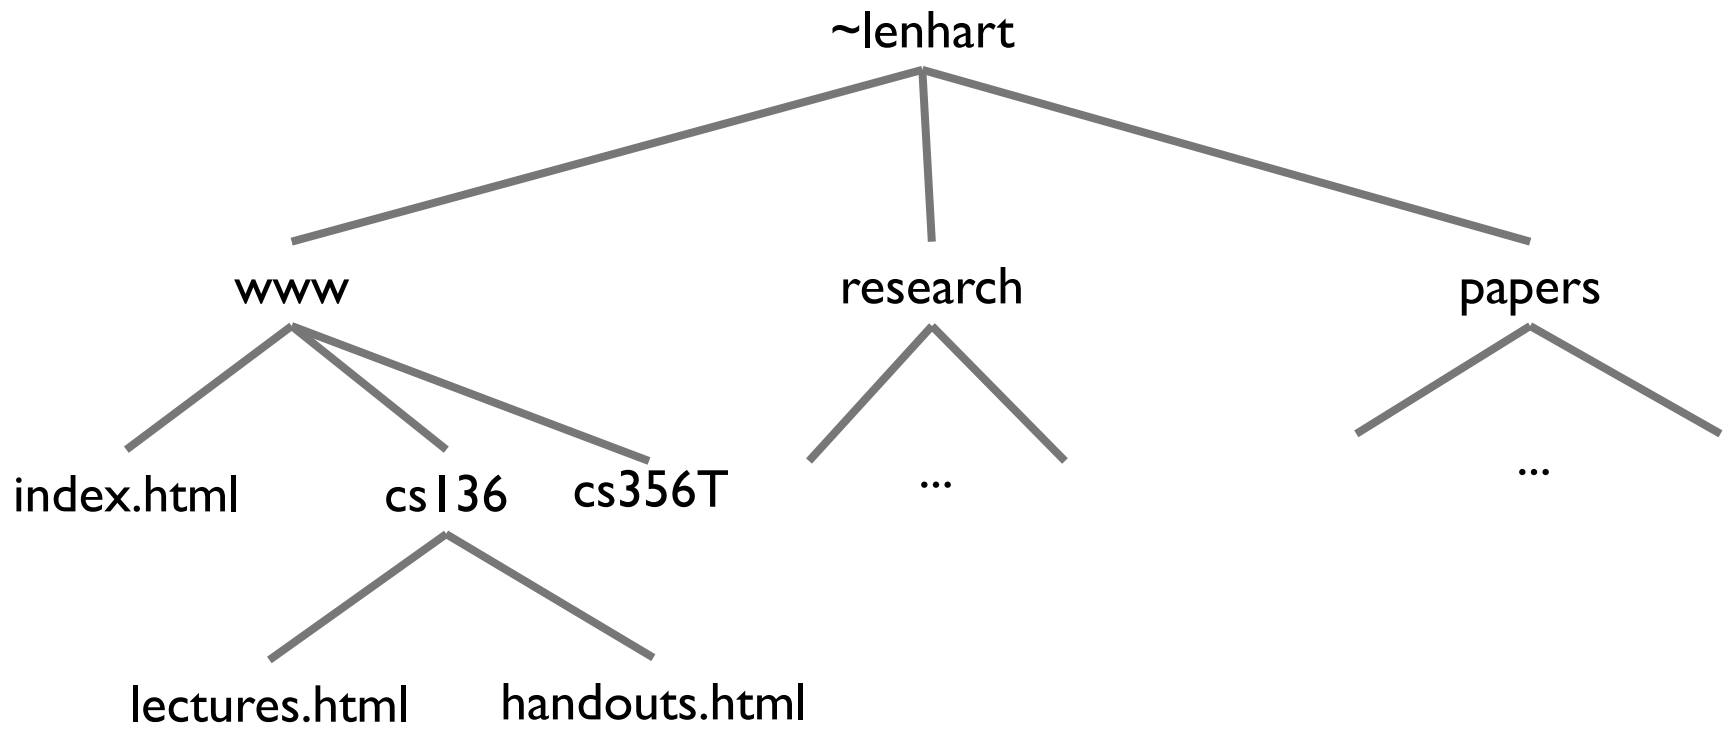 ~lenhart
www
research
papers
index.html
cs136
cs356T
...
...
lectures.html
handouts.html